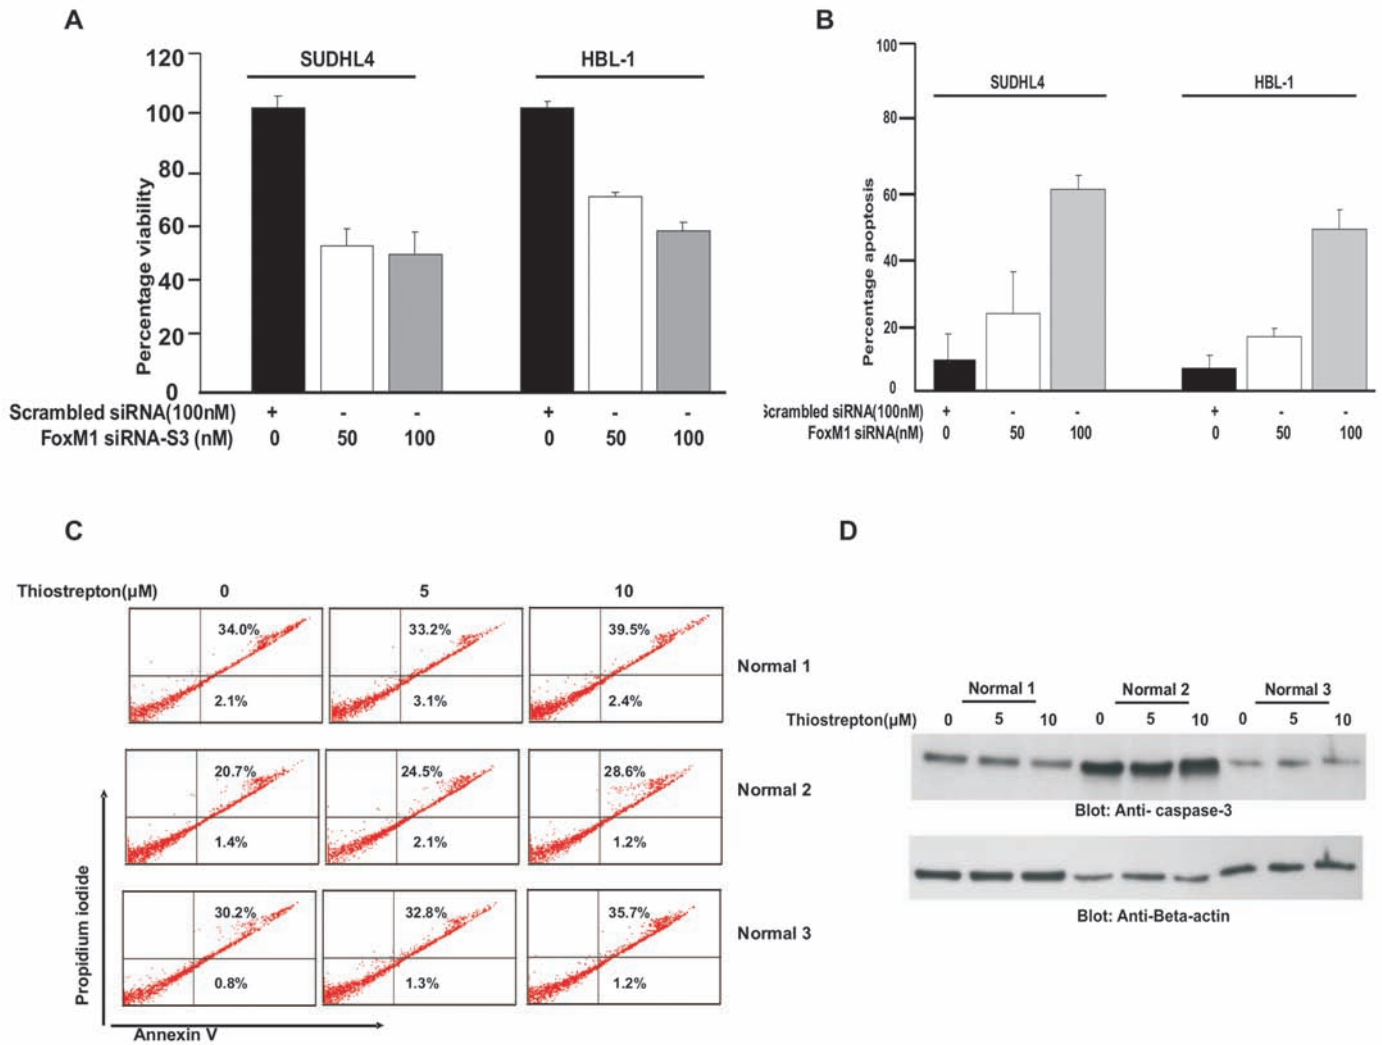 A
SUDHL4 HBL-1
120
100
80
60
40
20
0
Percentage viability
Scrambled siRNA(100nM) + - - + - -
FoxM1 siRNA-S3 (nM) 0 50 100 0 50 100
B
SUDHL4 HBL-1
100
80
60
40
20
0
Percentage apoptosis
Scrambled siRNA(100nM) + - - + - -
FoxM1 siRNA(nM) 0 50 100 0 50 100
C
Thiostrepton(µM) 0 5 10
34.0% 33.2% 39.5%
Normal 1
2.1% 3.1% 2.4%
20.7% 24.5% 28.6%
Normal 2
1.4% 2.1% 1.2%
30.2% 32.8% 35.7%
Normal 3
0.8% 1.3% 1.2%
Propidium iodide
Annexin V
D
Normal 1 Normal 2 Normal 3
Thiostrepton(µM) 0 5 10 0 5 10 0 5 10
Blot: Anti- caspase-3
Blot: Anti-Beta-actin